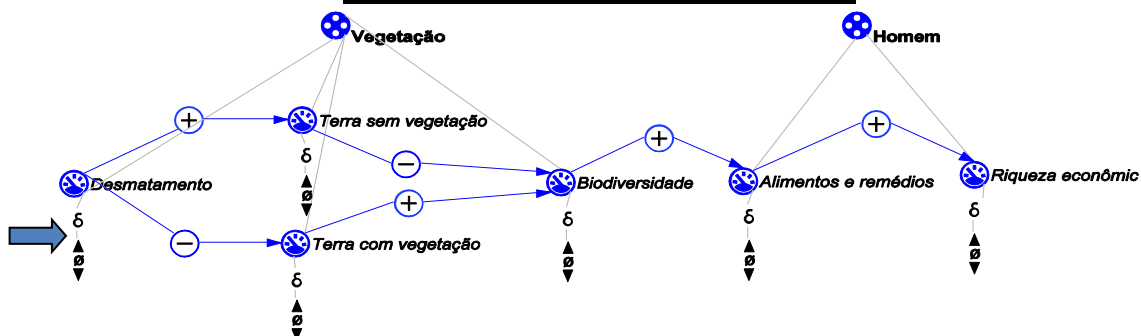 Vegetação
Homem
+
Terra sem vegetação
δ
ø
−
+
+
Desmatamento
δ
ø
Biodiversidade
δ
ø
Alimentos e remédios
δ
ø
Riqueza econômic
δ
ø
+
−
Terra com vegetação
δ
ø